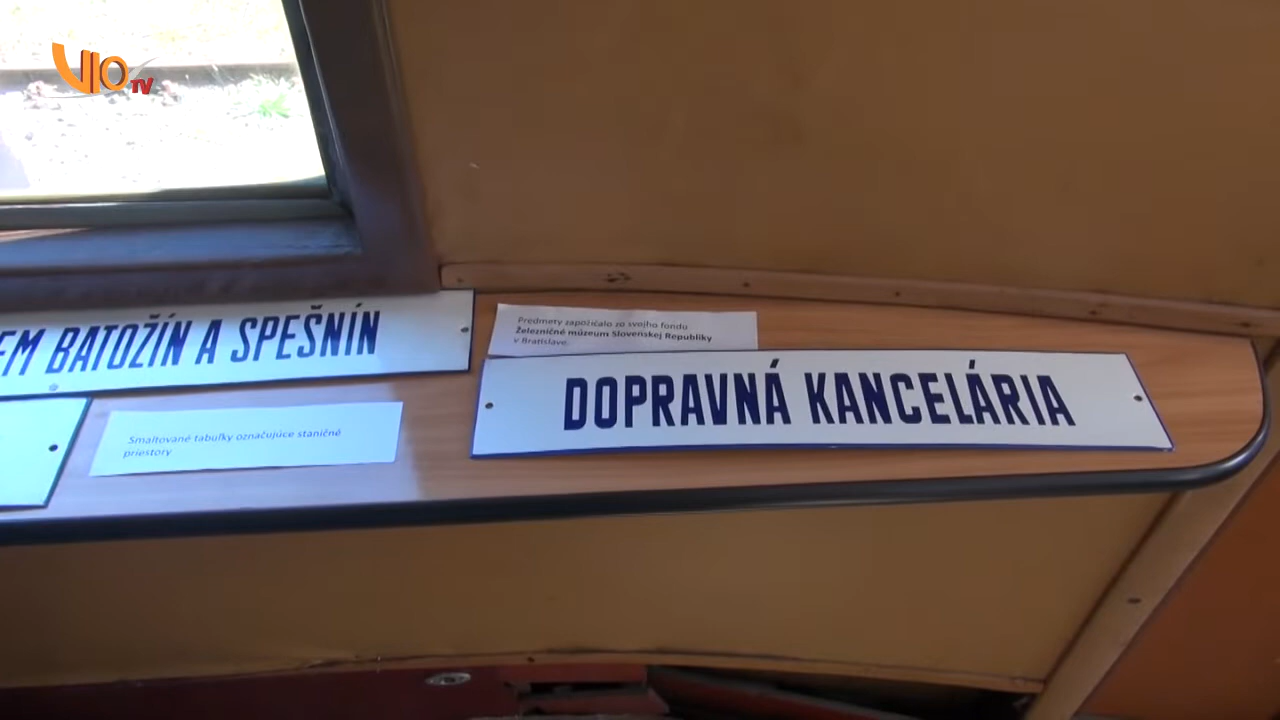 VIO TV
EM BATOŽÍN A SPEŠNÍN
Predmety zapožičalo zo svojho fondu
Železničné múzeum Slovenskej Republiky
v Bratislave.
DOPRAVNÁ KANCELÁRIA
Smaltované tabuľky označujúce staničné
priestory